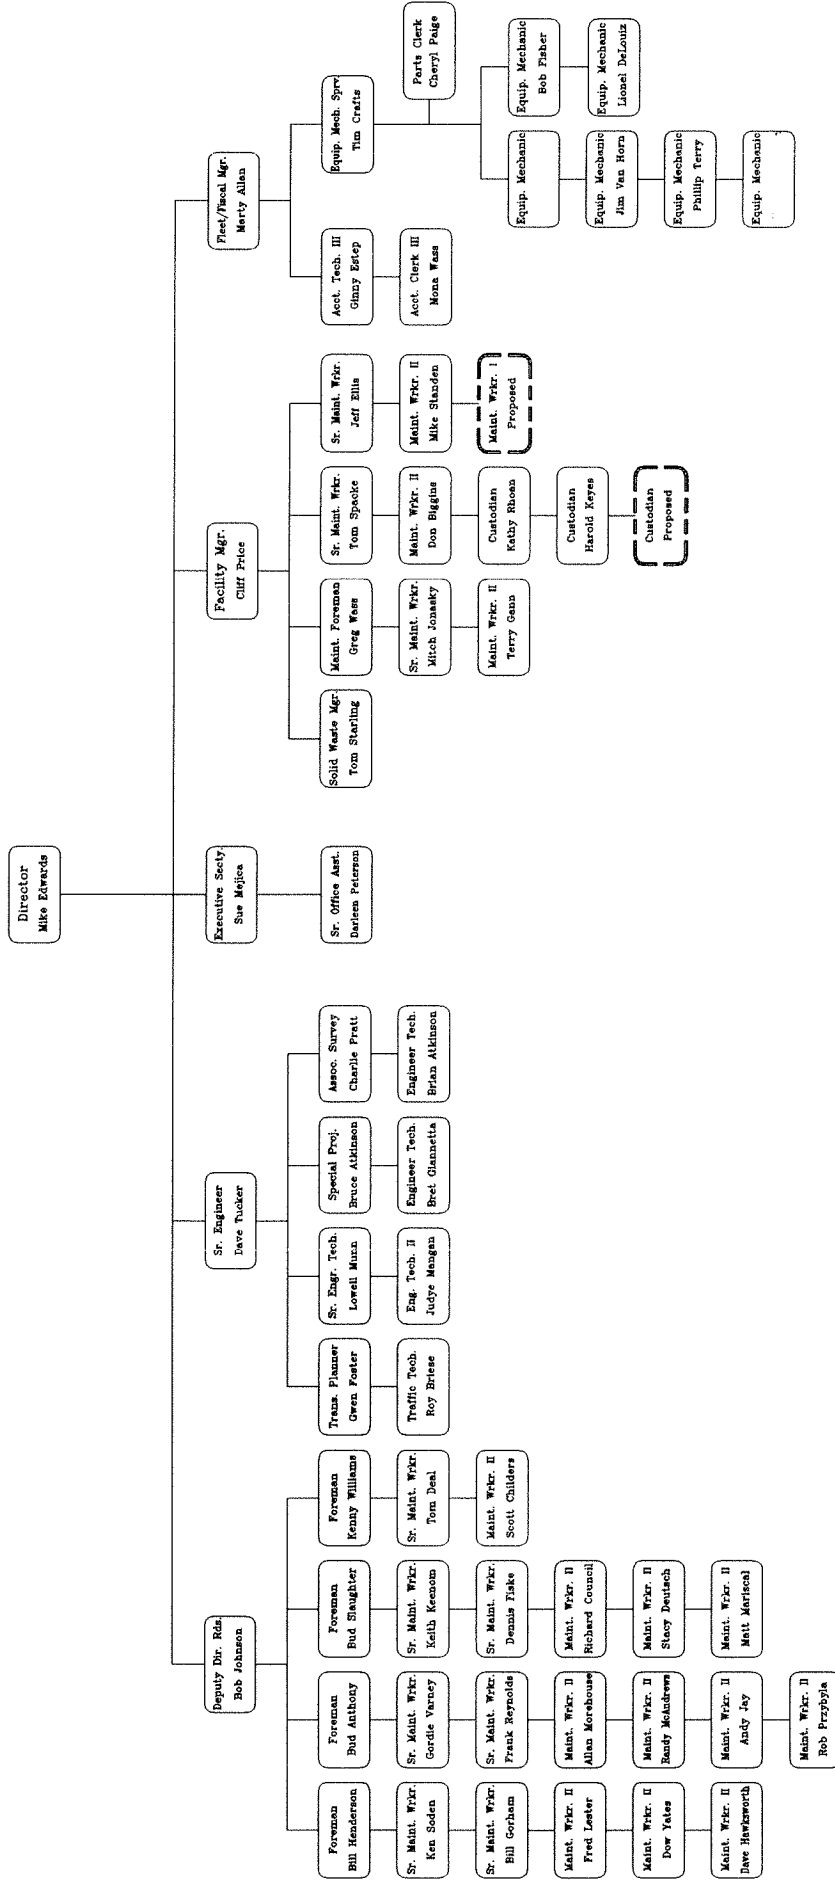 Director
Mike Edwards
Deputy Dir. Rds.
Bob Johnson
Sr. Engineer
Dave Tucker
Executive Secty.
Sue Mejica
Facility Mgr.
Cliff Price
Fleet/Fiscal Mgr.
Marty Allan
Foreman
Bill Henderson
Sr. Maint. Wrkr.
Ken Soden
Sr. Maint. Wrkr.
Bill Gorham
Maint. Wrkr. II
Fred Lester
Maint. Wrkr. II
Dow Yates
Maint. Wrkr. II
Dave Hawksworth
Foreman
Bud Anthony
Sr. Maint. Wrkr.
Gordie Varney
Sr. Maint. Wrkr.
Frank Reynolds
Maint. Wrkr. II
Allan Morehouse
Maint. Wrkr. II
Randy McAndrews
Maint. Wrkr. II
Andy Jay
Maint. Wrkr. II
Rob Przybyla
Foreman
Bud Slaughter
Sr. Maint. Wrkr.
Keith Keenom
Sr. Maint. Wrkr.
Dennis Fiske
Maint. Wrkr. II
Richard Council
Maint. Wrkr. II
Stacy Deutsch
Maint. Wrkr. II
Matt Mariscal
Foreman
Kenny Williams
Sr. Maint. Wrkr.
Tom Deal
Maint. Wrkr. II
Scott Childers
Trans. Planner
Gwen Foster
Traffic Tech.
Roy Briese
Sr. Engr. Tech.
Lowell Munn
Eng. Tech. II
Judye Mangan
Special Proj.
Bruce Atkinson
Engineer Tech.
Bret Giannetta
Assoc. Survey
Charlie Pratt
Engineer Tech.
Brian Atkinson
Sr. Office Asst.
Darleen Peterson
Solid Waste Mgr.
Tom Starling
Maint. Foreman
Greg Wass
Sr. Maint. Wrkr.
Mitch Jonasky
Maint. Wrkr. II
Terry Gann
Sr. Maint. Wrkr.
Tom Spacke
Maint. Wrkr. II
Don Biggins
Custodian
Kathy Rhoan
Custodian
Harold Keyes
Custodian
Proposed
Sr. Maint. Wrkr.
Jeff Ellis
Maint. Wrkr. II
Mike Standen
Maint. Wrkr. I
Proposed
Acct. Tech. III
Ginny Estep
Acct. Clerk III
Mona Wass
Equip. Mech. Sprv.
Tim Crafts
Parts Clerk
Cheryl Paige
Equip. Mechanic
Equip. Mechanic
Jim Van Horn
Equip. Mechanic
Phillip Terry
Equip. Mechanic
Equip. Mechanic
Bob Fisher
Equip. Mechanic
Lionel DeLouiz